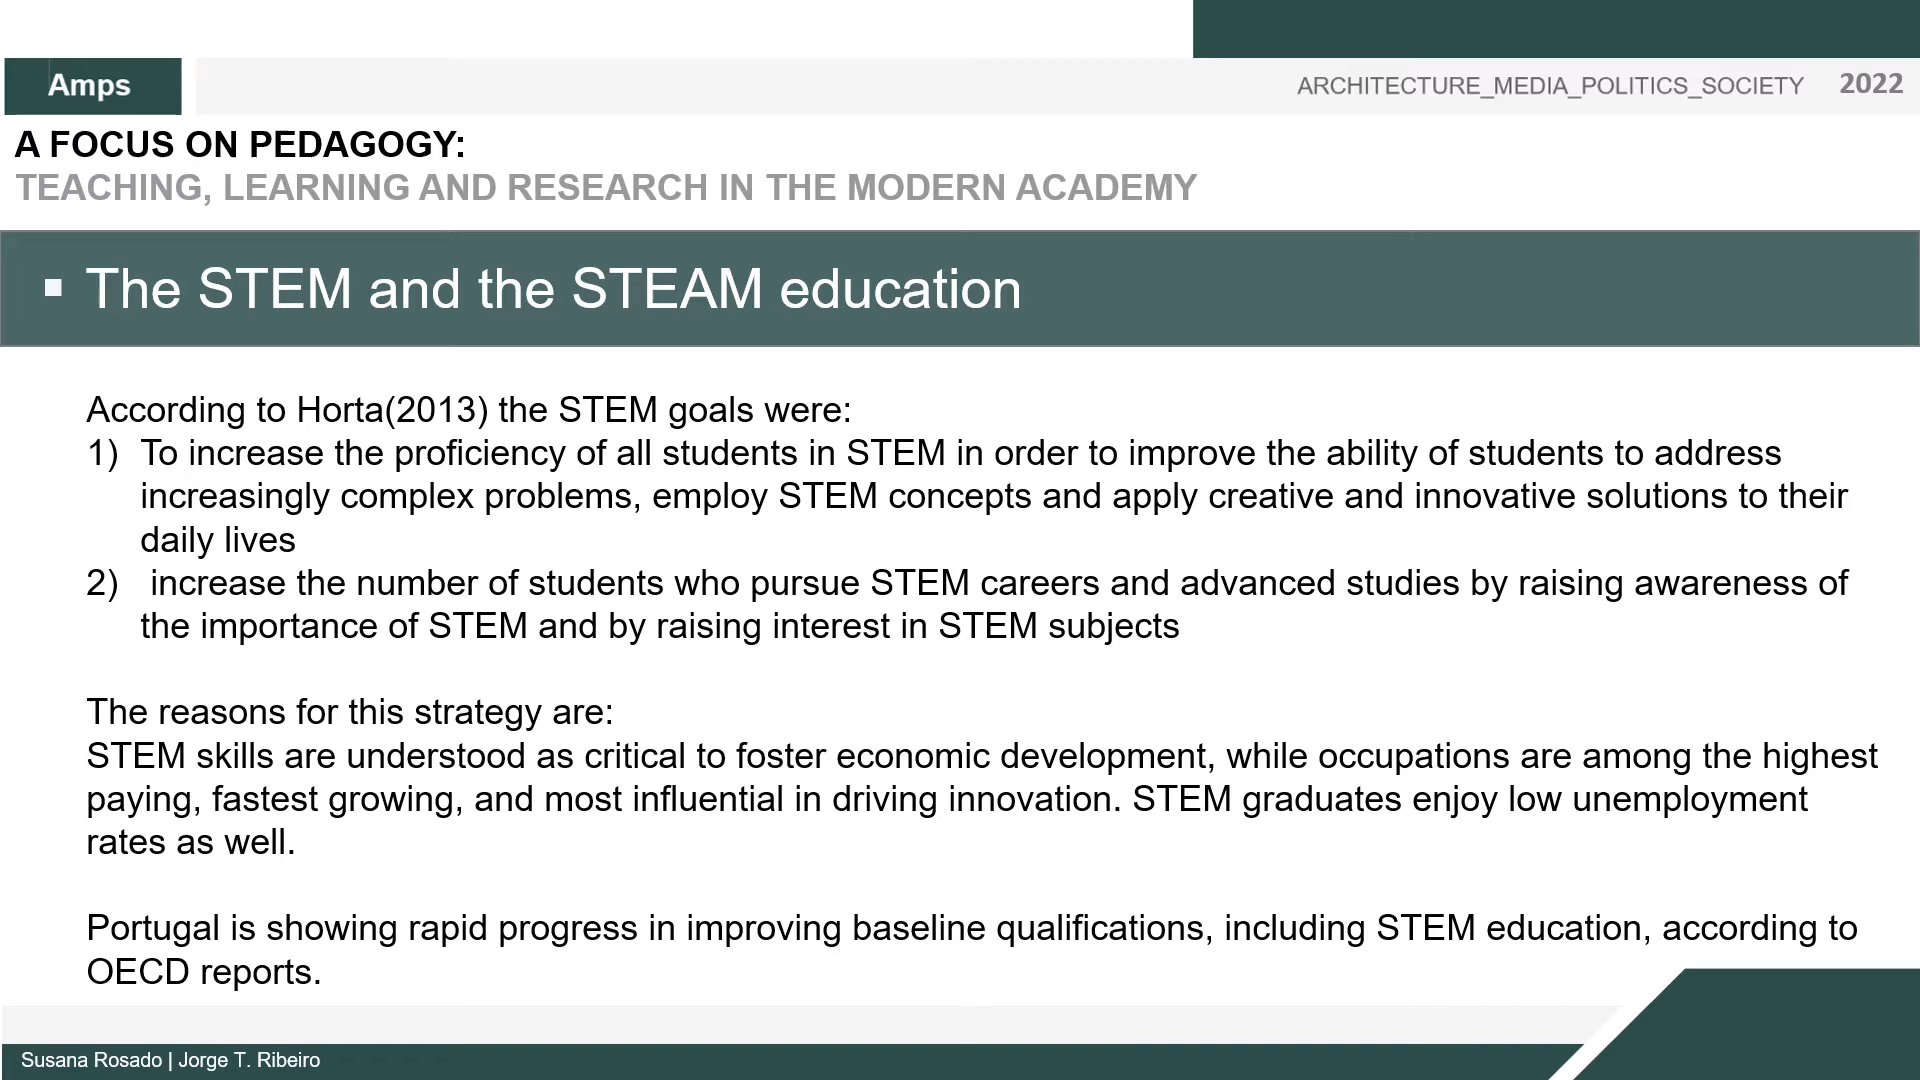 Amps
ARCHITECTURE_MEDIA_POLITICS_SOCIETY 2022
A FOCUS ON PEDAGOGY:
TEACHING, LEARNING AND RESEARCH IN THE MODERN ACADEMY
▪ The STEM and the STEAM education
According to Horta(2013) the STEM goals were:
1) To increase the proficiency of all students in STEM in order to improve the ability of students to address
increasingly complex problems, employ STEM concepts and apply creative and innovative solutions to their
daily lives
2) increase the number of students who pursue STEM careers and advanced studies by raising awareness of
the importance of STEM and by raising interest in STEM subjects
The reasons for this strategy are:
STEM skills are understood as critical to foster economic development, while occupations are among the highest
paying, fastest growing, and most influential in driving innovation. STEM graduates enjoy low unemployment
rates as well.
Portugal is showing rapid progress in improving baseline qualifications, including STEM education, according to
OECD reports.
Susana Rosado | Jorge T. Ribeiro